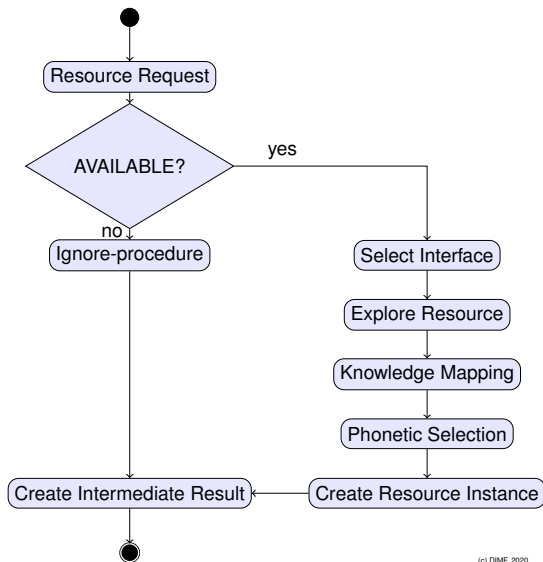 Resource Request
AVAILABLE?
yes
no
Ignore-procedure
Select Interface
Explore Resource
Knowledge Mapping
Phonetic Selection
Create Intermediate Result
Create Resource Instance
(c) DIMF 2020